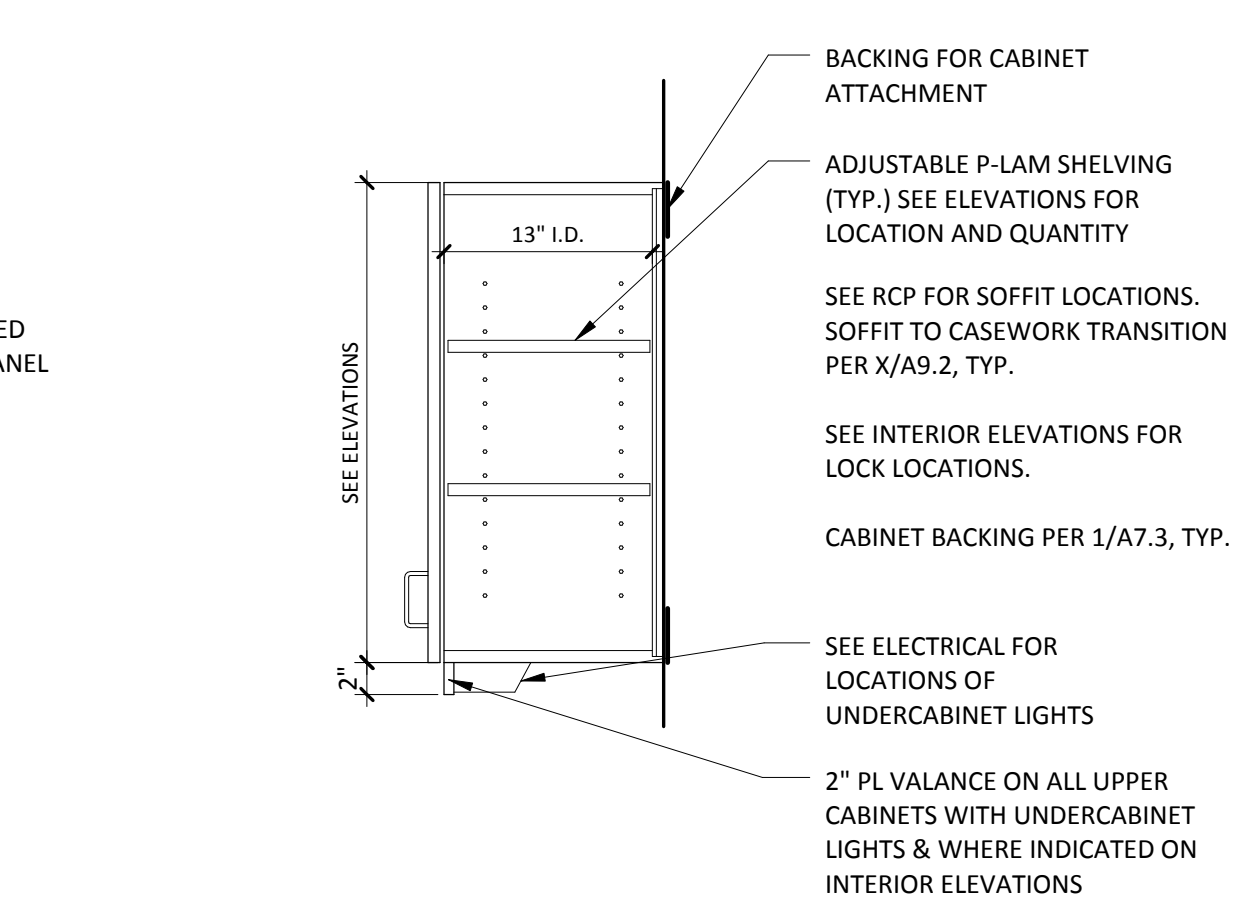 BACKING FOR CABINET
ATTACHMENT
ADJUSTABLE P-LAM SHELVING
(TYP.) SEE ELEVATIONS FOR
LOCATION AND QUANTITY
13" I.D.
SEE RCP FOR SOFFIT LOCATIONS.
SOFFIT TO CASEWORK TRANSITION
PER X/A9.2, TYP.
ED
ANEL
SEE ELEVATIONS
SEE INTERIOR ELEVATIONS FOR
LOCK LOCATIONS.
CABINET BACKING PER 1/A7.3, TYP.
SEE ELECTRICAL FOR
LOCATIONS OF
UNDERCABINET LIGHTS
2"
2" PL VALANCE ON ALL UPPER
CABINETS WITH UNDERCABINET
LIGHTS & WHERE INDICATED ON
INTERIOR ELEVATIONS